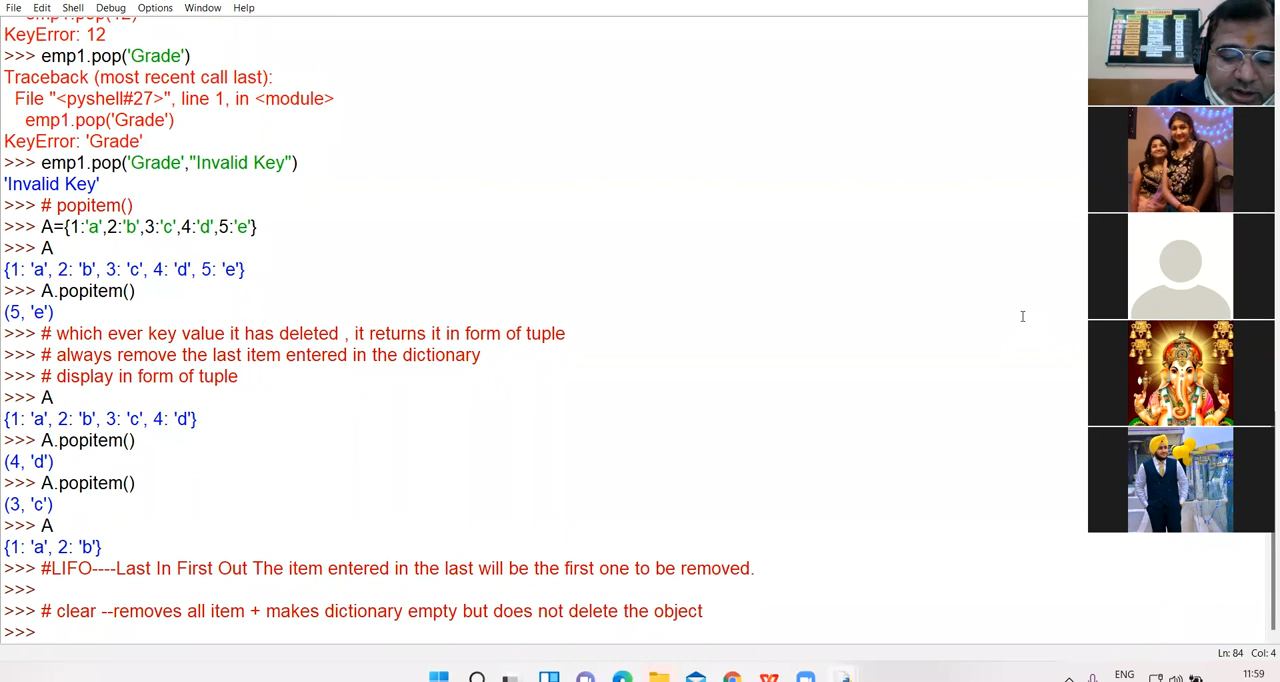 File Edit Shell Debug Options Window Help
KeyError: 12
>>> emp1.pop('Grade')
Traceback (most recent call last):
File "<pyshell#27>", line 1, in <module>
emp1.pop('Grade')
KeyError: 'Grade'
>>> emp1.pop('Grade',"Invalid Key")
'Invalid Key'
>>> # popitem()
>>> A={1:'a',2:'b',3:'c',4:'d',5:'e'}
>>> A
{1: 'a', 2: 'b', 3: 'c', 4: 'd', 5: 'e'}
>>> A.popitem()
(5, 'e')
>>> # which ever key value it has deleted , it returns it in form of tuple
>>> # always remove the last item entered in the dictionary
>>> # display in form of tuple
>>> A
{1: 'a', 2: 'b', 3: 'c', 4: 'd'}
>>> A.popitem()
(4, 'd')
>>> A.popitem()
(3, 'c')
>>> A
{1: 'a', 2: 'b'}
>>> #LIFO----Last In First Out The item entered in the last will be the first one to be removed.
>>>
>>> # clear --removes all item + makes dictionary empty but does not delete the object
>>>
Ln: 84 Col: 4
ENG 11:59